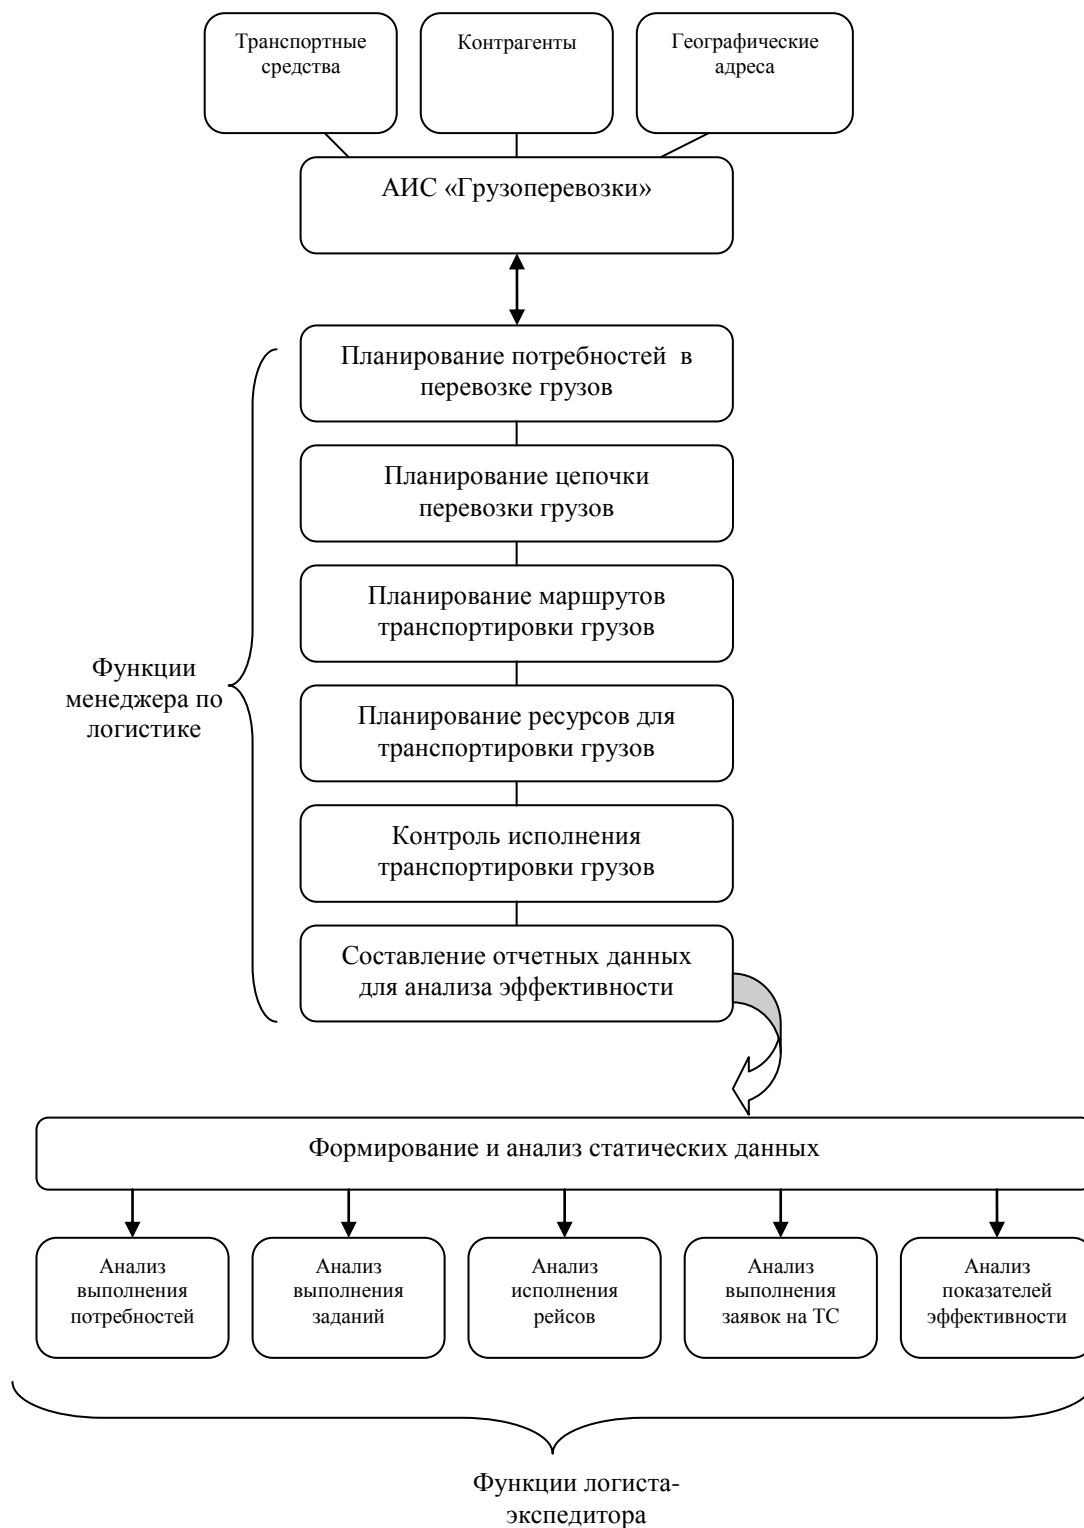 Транспортные
средства
Контрагенты
Географические
адреса
АИС «Грузоперевозки»
Планирование потребностей в
перевозке грузов
Планирование цепочки
перевозки грузов
Планирование маршрутов
транспортировки грузов
Функции
менеджера по
логистике
Планирование ресурсов для
транспортировки грузов
Контроль исполнения
транспортировки грузов
Составление отчетных данных
для анализа эффективности
Формирование и анализ статических данных
Анализ
выполнения
потребностей
Анализ
выполнения
заданий
Анализ
исполнения
рейсов
Анализ
выполнения
заявок на ТС
Анализ
показателей
эффективности
Функции логиста-
экспедитора